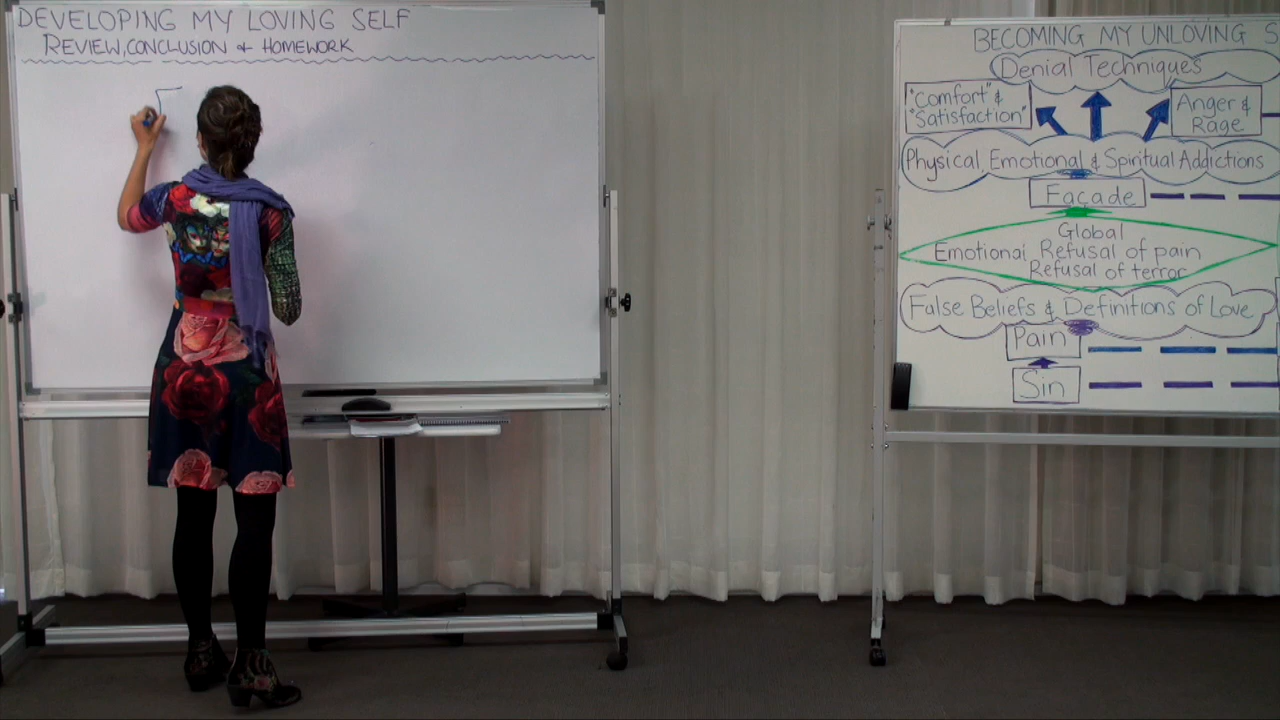 DEVELOPING MY LOVING SELF
REVIEW, CONCLUSION & HOMEWORK
BECOMING MY UNLOVING S
Denial Techniques
"Comfort" &
"Satisfaction"
Anger &
Rage
Physical, Emotional & Spiritual Addictions
Façade
Global
Emotional Refusal of pain
Refusal of terror
False Beliefs & Definitions of Love
Pain
Sin